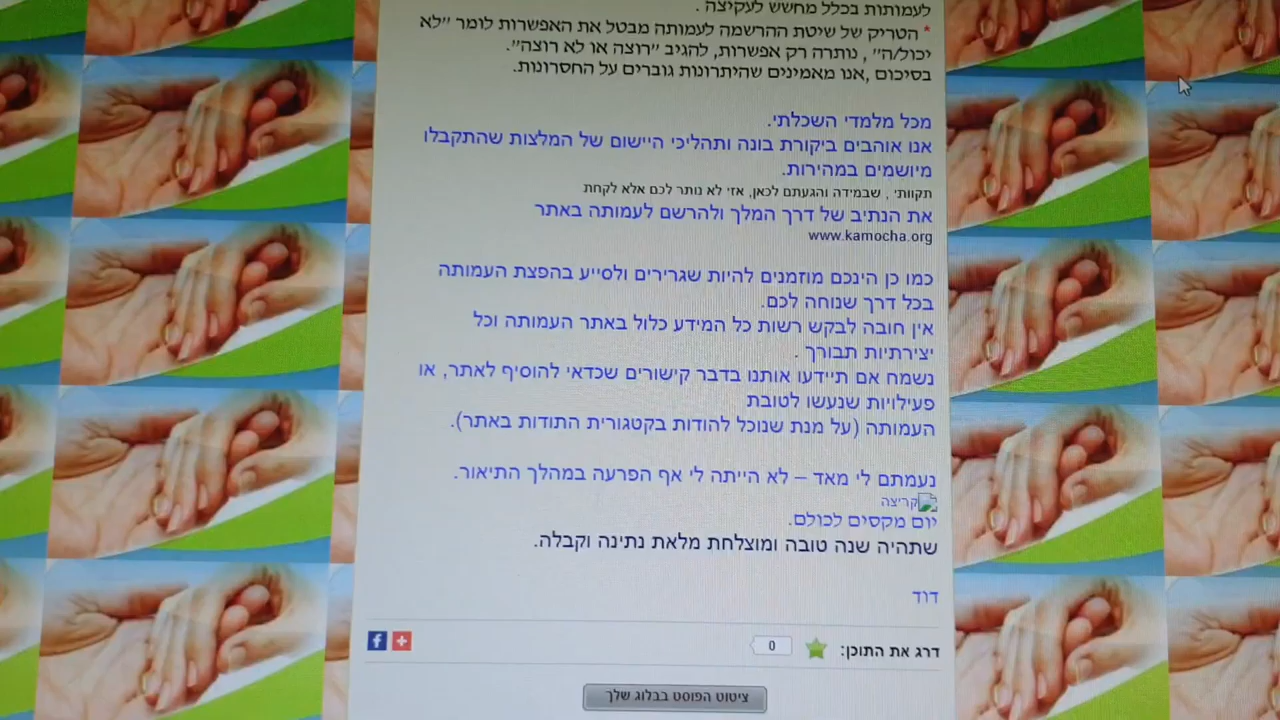 לעמותות בכלל מחשש לעקיצה .
* הטריק של שיטת ההרשמה לעמותה מבטל את האפשרות לומר "לא
יכול/ה" , נותרה רק אפשרות, להגיב "רוצה או לא רוצה".
בסיכום ,אנו מאמינים שהיתרונות גוברים על החסרונות.
מכל מלמדי השכלתי.
אנו אוהבים ביקורת בונה ותהליכי היישום של המלצות שהתקבלו
מיושמים במהירות.
תקוותי , שבמידה והגעתם לכאן, אזי לא נותר לכם אלא לקחת
את הנתיב של דרך המלך ולהרשם לעמותה באתר
www.kamocha.org
כמו כן הינכם מוזמנים להיות שגרירים ולסייע בהפצת העמותה
בכל דרך שנוחה לכם.
אין חובה לבקש רשות כל המידע כלול באתר העמותה וכל
יצירתיות תבורך .
נשמח אם תיידעו אותנו בדבר קישורים שכדאי להוסיף לאתר, או
פעילויות שנעשו לטובת
העמותה (על מנת שנוכל להודות בקטגורית התודות באתר).
נעמתם לי מאד – לא הייתה לי אף הפרעה במהלך התיאור.
קריצה
יום מקסים לכולם.
שתהיה שנה טובה ומוצלחת מלאת נתינה וקבלה.
דוד
דרג את התוכן: 0
ציטוט הפוסט בבלוג שלך